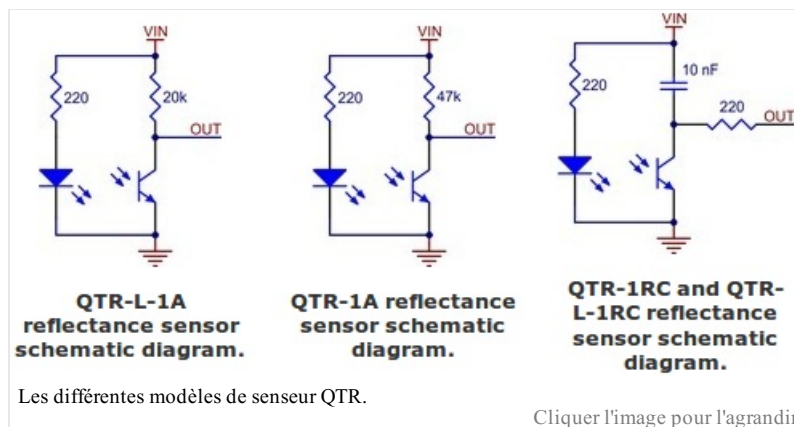 VIN
220
20k
OUT
QTR-L-1A
reflectance sensor
schematic diagram.
VIN
220
47k
OUT
QTR-1A reflectance
sensor schematic
diagram.
VIN
220
10 nF
220
OUT
QTR-1RC and QTR-
L-1RC reflectance
sensor schematic
diagram.
Les différentes modèles de senseur QTR.
Cliquer l'image pour l'agrandir